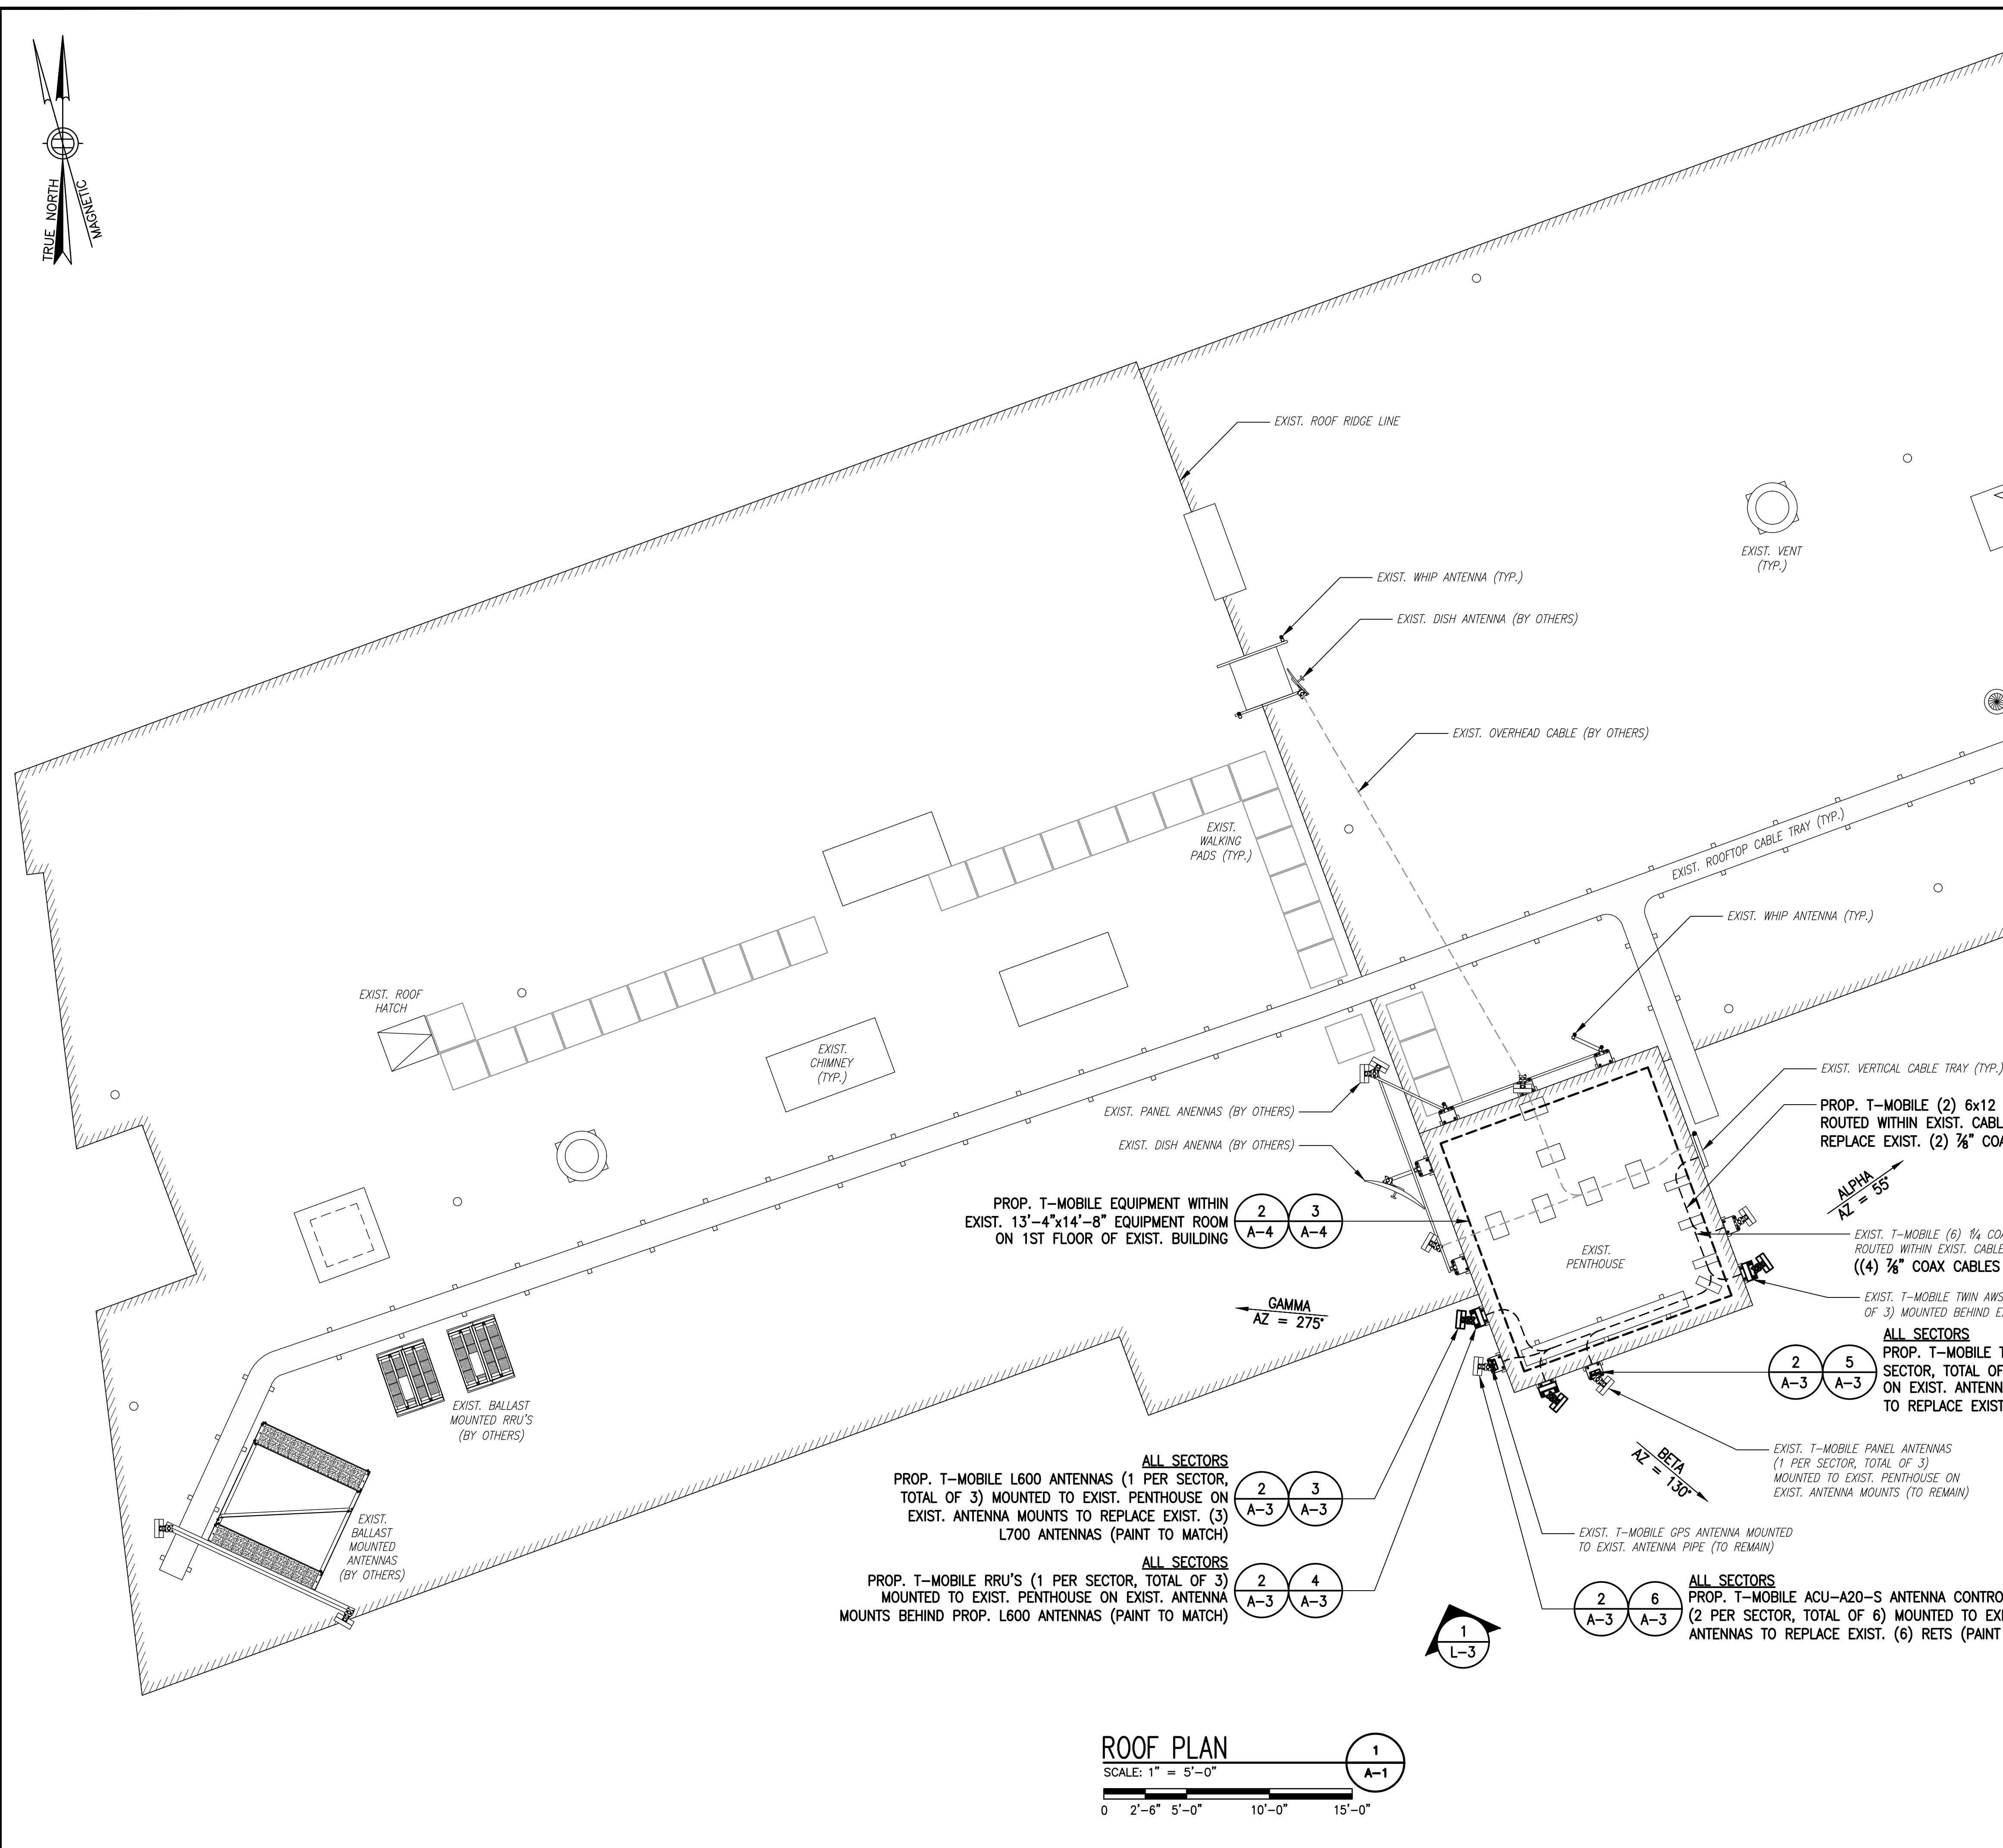 TRUE NORTH
MAGNETIC
EXIST. ROOF RIDGE LINE
EXIST. VENT
(TYP.)
EXIST. WHIP ANTENNA (TYP.)
EXIST. DISH ANTENNA (BY OTHERS)
EXIST. OVERHEAD CABLE (BY OTHERS)
EXIST.
WALKING
PADS (TYP.)
EXIST. ROOFTOP CABLE TRAY (TYP.)
EXIST. WHIP ANTENNA (TYP.)
EXIST. ROOF
HATCH
EXIST.
CHIMNEY
(TYP.)
EXIST. VERTICAL CABLE TRAY (TYP.)
EXIST. PANEL ANENNAS (BY OTHERS)
EXIST. DISH ANENNA (BY OTHERS)
PROP. T-MOBILE (2) 6x12
ROUTED WITHIN EXIST. CABL
REPLACE EXIST. (2) ⅞" COA
ALPHA
AZ = 55°
PROP. T-MOBILE EQUIPMENT WITHIN
EXIST. 13'-4"x14'-8" EQUIPMENT ROOM
ON 1ST FLOOR OF EXIST. BUILDING
2
A-4
3
A-4
EXIST.
PENTHOUSE
EXIST. T-MOBILE (6) 1¼ COA
ROUTED WITHIN EXIST. CABLE
((4) ⅞" COAX CABLES
EXIST. T-MOBILE TWIN AWS
OF 3) MOUNTED BEHIND E
GAMMA
AZ = 275°
ALL SECTORS
PROP. T-MOBILE T
SECTOR, TOTAL OF
ON EXIST. ANTENN
TO REPLACE EXIST
2
A-3
5
A-3
EXIST. BALLAST
MOUNTED RRU'S
(BY OTHERS)
BETA
AZ = 130°
EXIST. T-MOBILE PANEL ANTENNAS
(1 PER SECTOR, TOTAL OF 3)
MOUNTED TO EXIST. PENTHOUSE ON
EXIST. ANTENNA MOUNTS (TO REMAIN)
ALL SECTORS
PROP. T-MOBILE L600 ANTENNAS (1 PER SECTOR,
TOTAL OF 3) MOUNTED TO EXIST. PENTHOUSE ON
EXIST. ANTENNA MOUNTS TO REPLACE EXIST. (3)
L700 ANTENNAS (PAINT TO MATCH)
2
A-3
3
A-3
EXIST.
BALLAST
MOUNTED
ANTENNAS
(BY OTHERS)
EXIST. T-MOBILE GPS ANTENNA MOUNTED
TO EXIST. ANTENNA PIPE (TO REMAIN)
ALL SECTORS
PROP. T-MOBILE RRU'S (1 PER SECTOR, TOTAL OF 3)
MOUNTED TO EXIST. PENTHOUSE ON EXIST. ANTENNA
MOUNTS BEHIND PROP. L600 ANTENNAS (PAINT TO MATCH)
2
A-3
4
A-3
2
A-3
6
A-3
ALL SECTORS
PROP. T-MOBILE ACU-A20-S ANTENNA CONTRO
(2 PER SECTOR, TOTAL OF 6) MOUNTED TO EXI
ANTENNAS TO REPLACE EXIST. (6) RETS (PAINT
1
L-3
ROOF PLAN
SCALE: 1" = 5'-0"
1
A-1
0 2'-6" 5'-0" 10'-0" 15'-0"